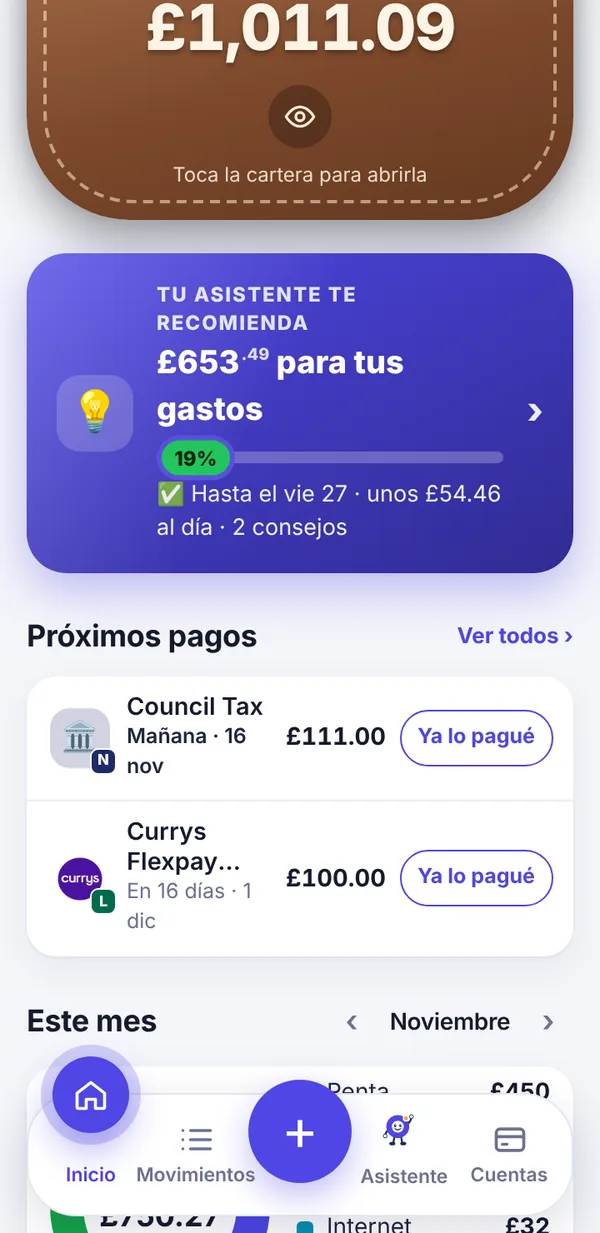 £1,011.09
Toca la cartera para abrirla
TU ASISTENTE TE
RECOMIENDA
£653.49 para tus
gastos
19%
✅ Hasta el vie 27 · unos £54.46
al día · 2 consejos
Próximos pagos
Ver todos ›
Council Tax
Mañana · 16
nov
N
£111.00
Ya lo pagué
Currys
Flexpay...
En 16 días · 1
dic
currys
L
£100.00
Ya lo pagué
Este mes
‹ Noviembre ›
Renta £450
Inicio
Movimientos
+
Asistente
Cuentas
£750.27
Internet £32